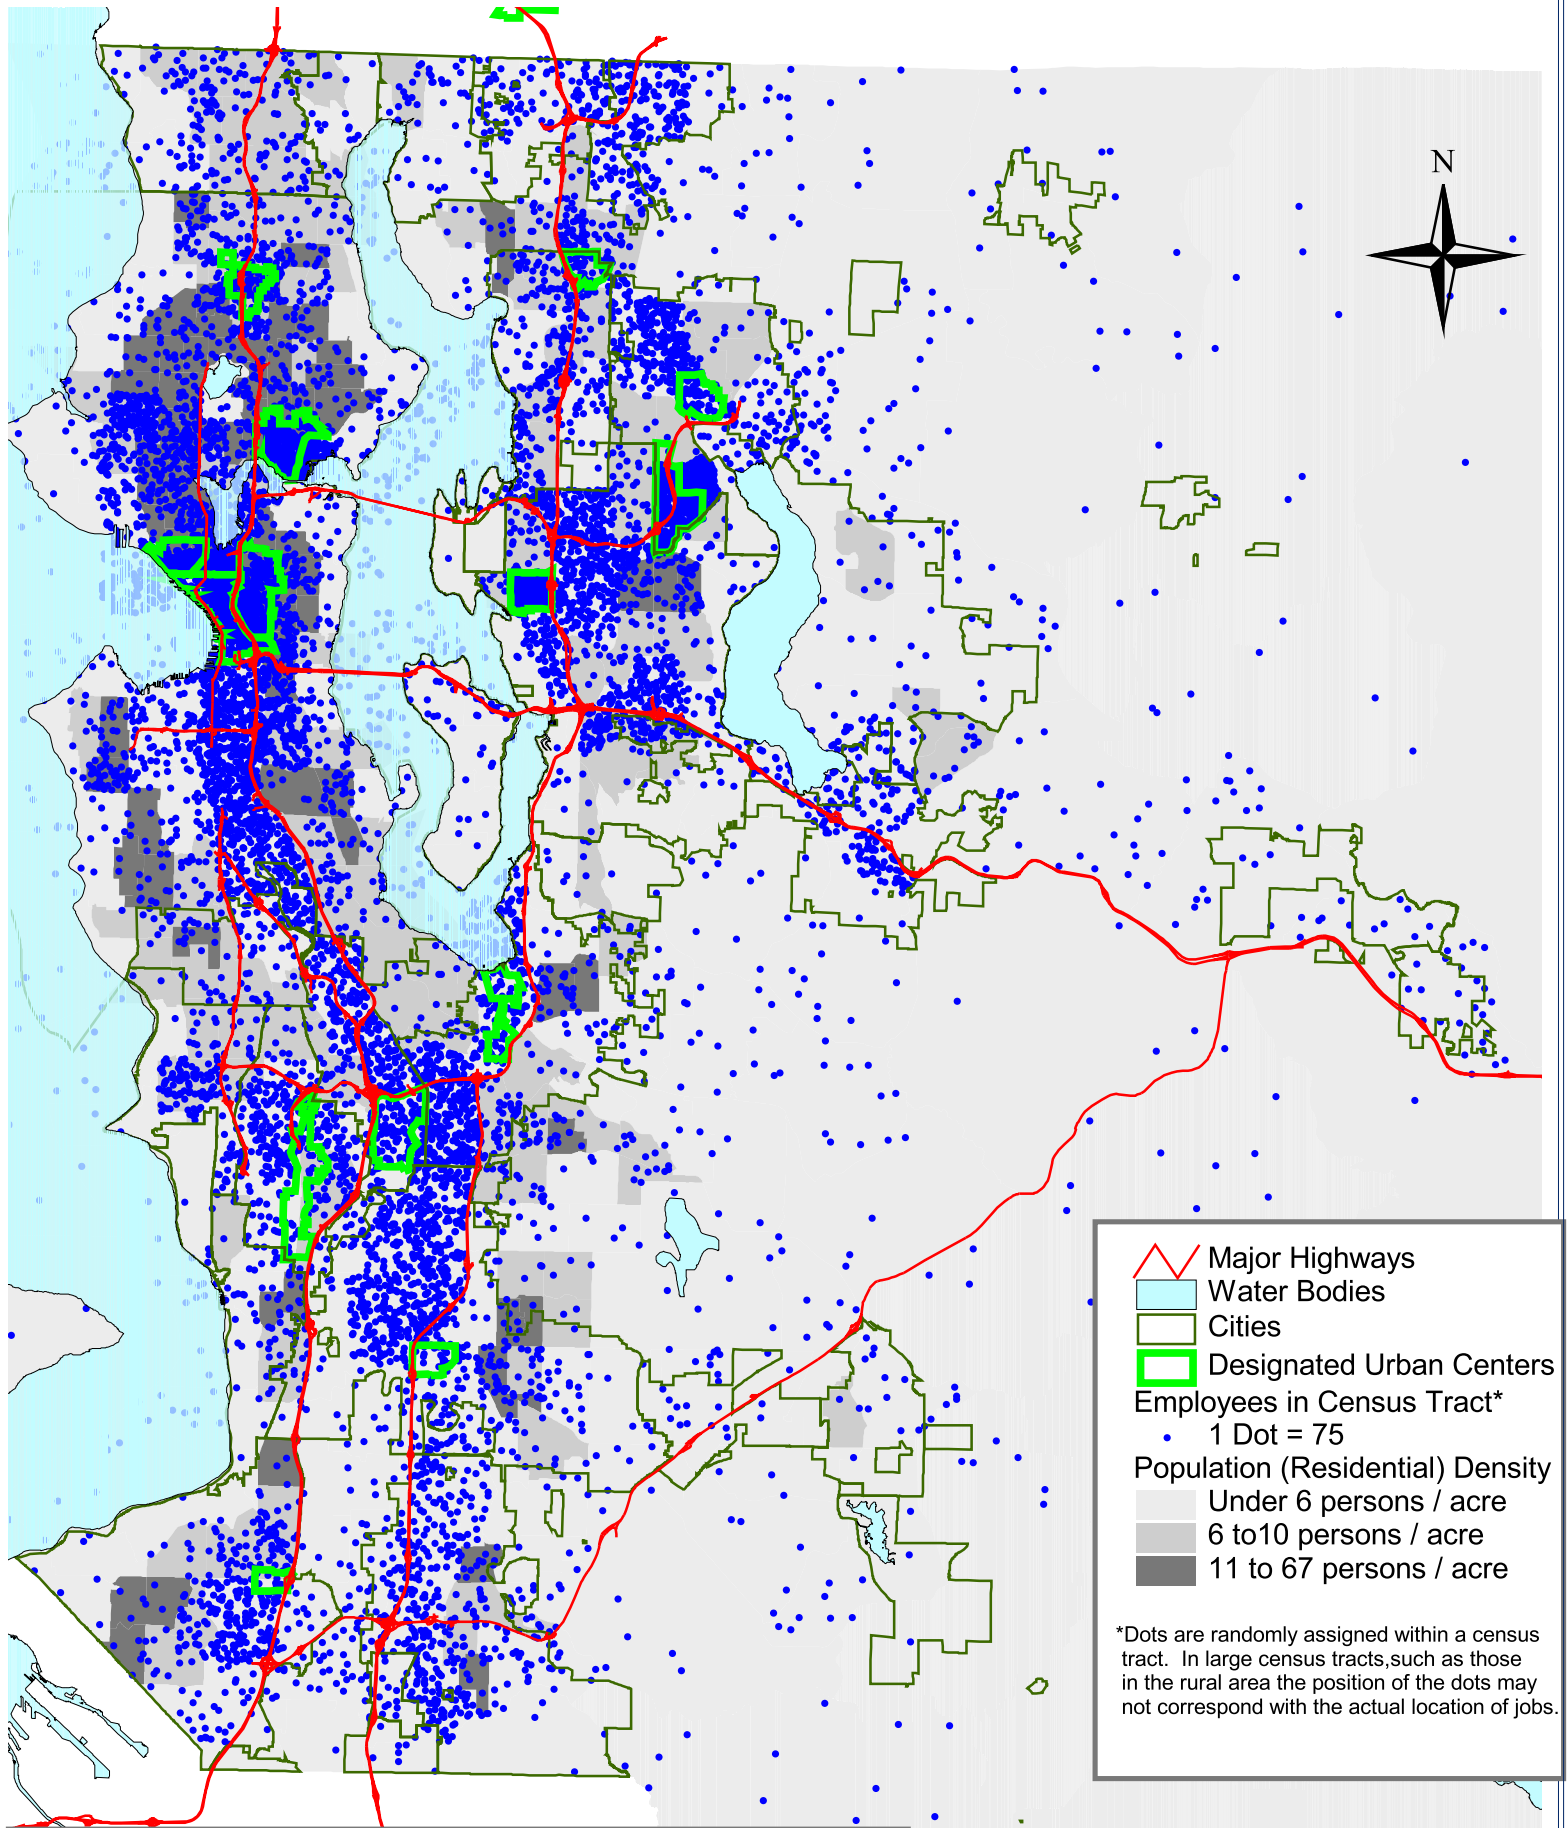 N
Major Highways
Water Bodies
Cities
Designated Urban Centers
Employees in Census Tract*
1 Dot = 75
Population (Residential) Density
Under 6 persons / acre
6 to10 persons / acre
11 to 67 persons / acre
*Dots are randomly assigned within a census
tract. In large census tracts,such as those
in the rural area the position of the dots may
not correspond with the actual location of jobs.